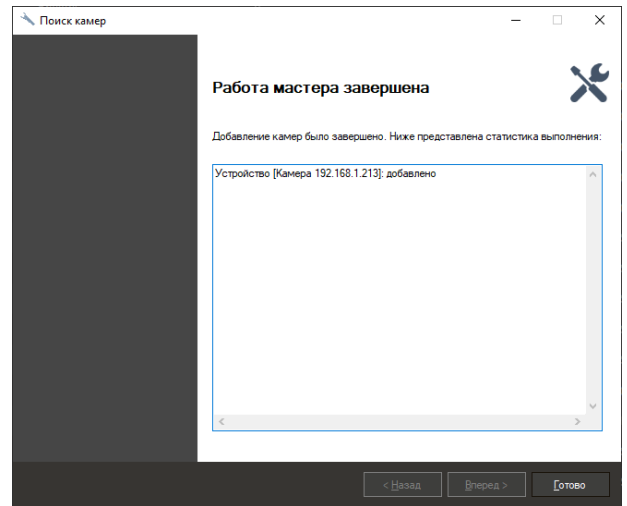 Поиск камер
Работа мастера завершена
Добавление камер было завершено. Ниже представлена статистика выполнения:
Устройство [Камера 192.168.1.213]: добавлено
< Назад
Вперед >
Готово